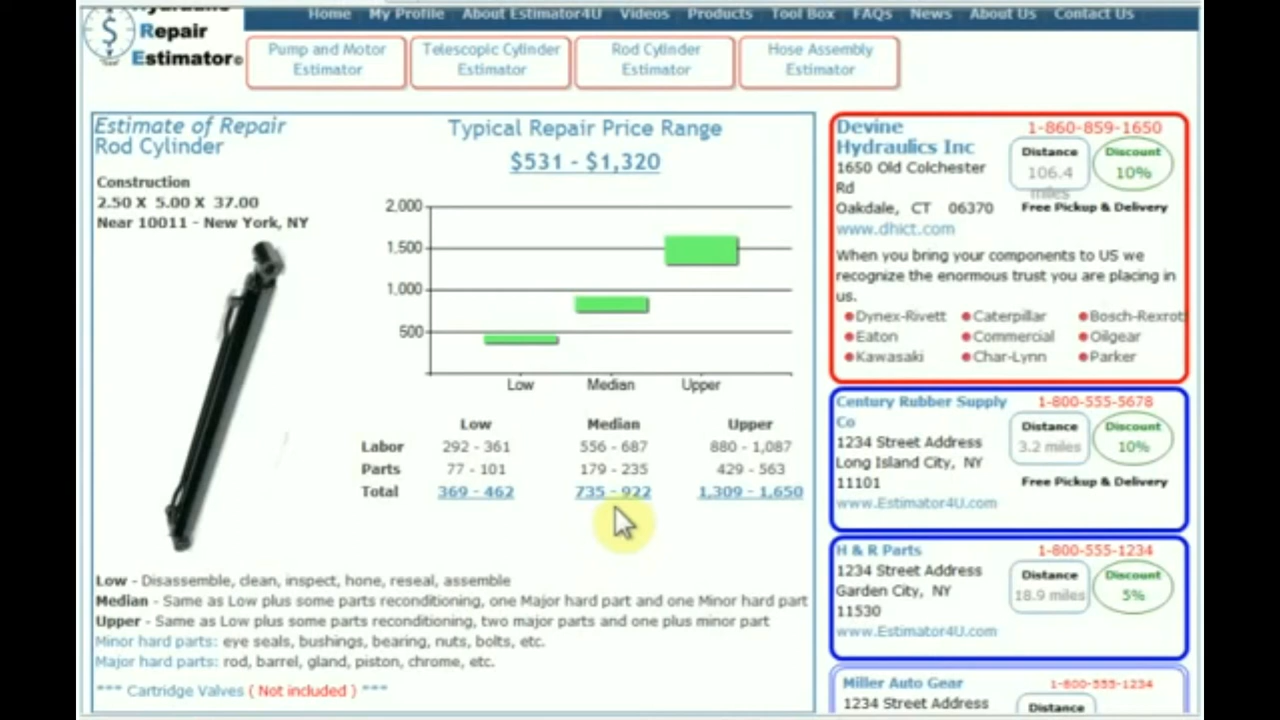 Hydraulic
Repair
Estimator©
Home My Profile About Estimator4U Videos Products Tool Box FAQs News About Us Contact Us
Pump and Motor
Estimator
Telescopic Cylinder
Estimator
Rod Cylinder
Estimator
Hose Assembly
Estimator
Estimate of Repair
Rod Cylinder
Construction
2.50 X 5.00 X 37.00
Near 10011 - New York, NY
Typical Repair Price Range
$531 - $1,320
2,000
1,500
1,000
500
Low Median Upper
Low Median Upper
Labor 292 - 361 556 - 687 880 - 1,087
Parts 77 - 101 179 - 235 429 - 563
Total 369 - 462 735 - 922 1,309 - 1,650
Low - Disassemble, clean, inspect, hone, reseal, assemble
Median - Same as Low plus some parts reconditioning, one Major hard part and one Minor hard part
Upper - Same as Low plus some parts reconditioning, two major parts and one plus minor part
Minor hard parts: eye seals, bushings, bearing, nuts, bolts, etc.
Major hard parts: rod, barrel, gland, piston, chrome, etc.
*** Cartridge Valves ( Not included ) ***
Devine
Hydraulics Inc
1-860-859-1650
1650 Old Colchester
Rd
Oakdale, CT 06370
www.dhict.com
Distance
106.4
miles
Discount
10%
Free Pickup & Delivery
When you bring your components to US we
recognize the enormous trust you are placing in
us.
Dynex-Rivett Caterpillar Bosch-Rexrot
Eaton Commercial Oilgear
Kawasaki Char-Lynn Parker
Century Rubber Supply
Co
1-800-555-5678
1234 Street Address
Long Island City, NY
11101
www.Estimator4U.com
Distance
3.2 miles
Discount
10%
Free Pickup & Delivery
H & R Parts
1-800-555-1234
1234 Street Address
Garden City, NY
11530
www.Estimator4U.com
Distance
18.9 miles
Discount
5%
Miller Auto Gear
1-800-555-1234
1234 Street Address
Distance